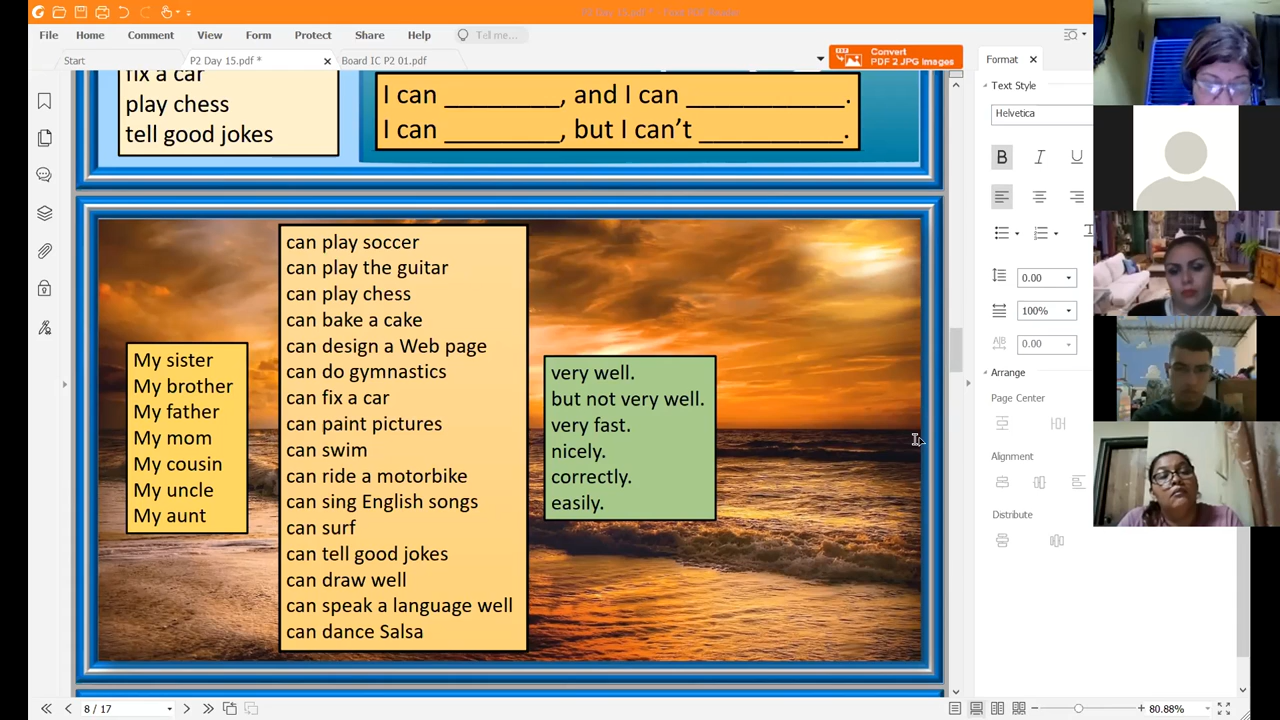 File Home Comment View Form Protect Share Help Tell me...
Convert
PDF 2 JPG images
Start P2 Day 15.pdf * Board IC P2 01.pdf
Format
Text Style
Helvetica
B I U
0.00
100%
0.00
Arrange
Page Center
Alignment
Distribute
fix a car
play chess
tell good jokes
I can ________, and I can ___________.
I can ________, but I can't __________.
My sister
My brother
My father
My mom
My cousin
My uncle
My aunt
can play soccer
can play the guitar
can play chess
can bake a cake
can design a Web page
can do gymnastics
can fix a car
can paint pictures
can swim
can ride a motorbike
can sing English songs
can surf
can tell good jokes
can draw well
can speak a language well
can dance Salsa
very well.
but not very well.
very fast.
nicely.
correctly.
easily.
8 / 17
80.88%